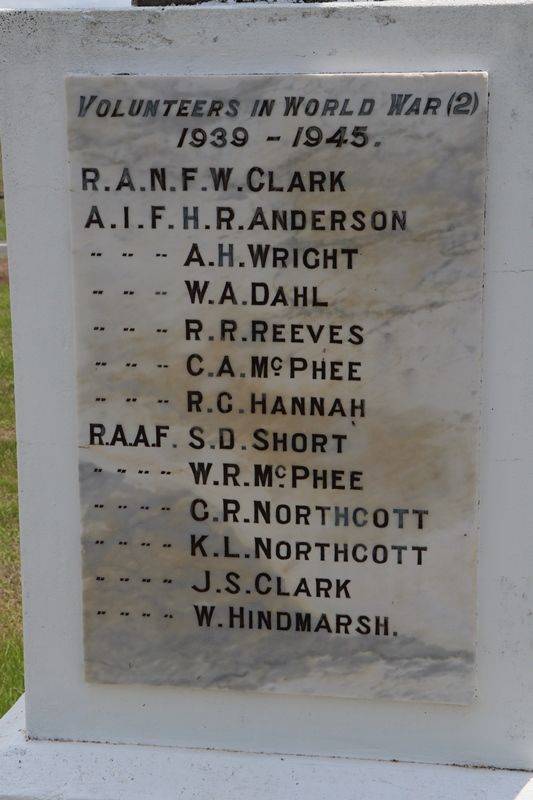 VOLUNTEERS IN WORLD WAR (2)
1939 - 1945.
R.A.N. F.W. CLARK
A.I.F. H.R. ANDERSON
" " " A.H. WRIGHT
" " " W.A. DAHL
" " " R.R. REEVES
" " " C.A. McPHEE
" " " R.C. HANNAH
R.A.A.F. S.D. SHORT
" " " " W.R. McPHEE
" " " " C.R. NORTHCOTT
" " " " K.L. NORTHCOTT
" " " " J.S. CLARK
" " " " W. HINDMARSH.